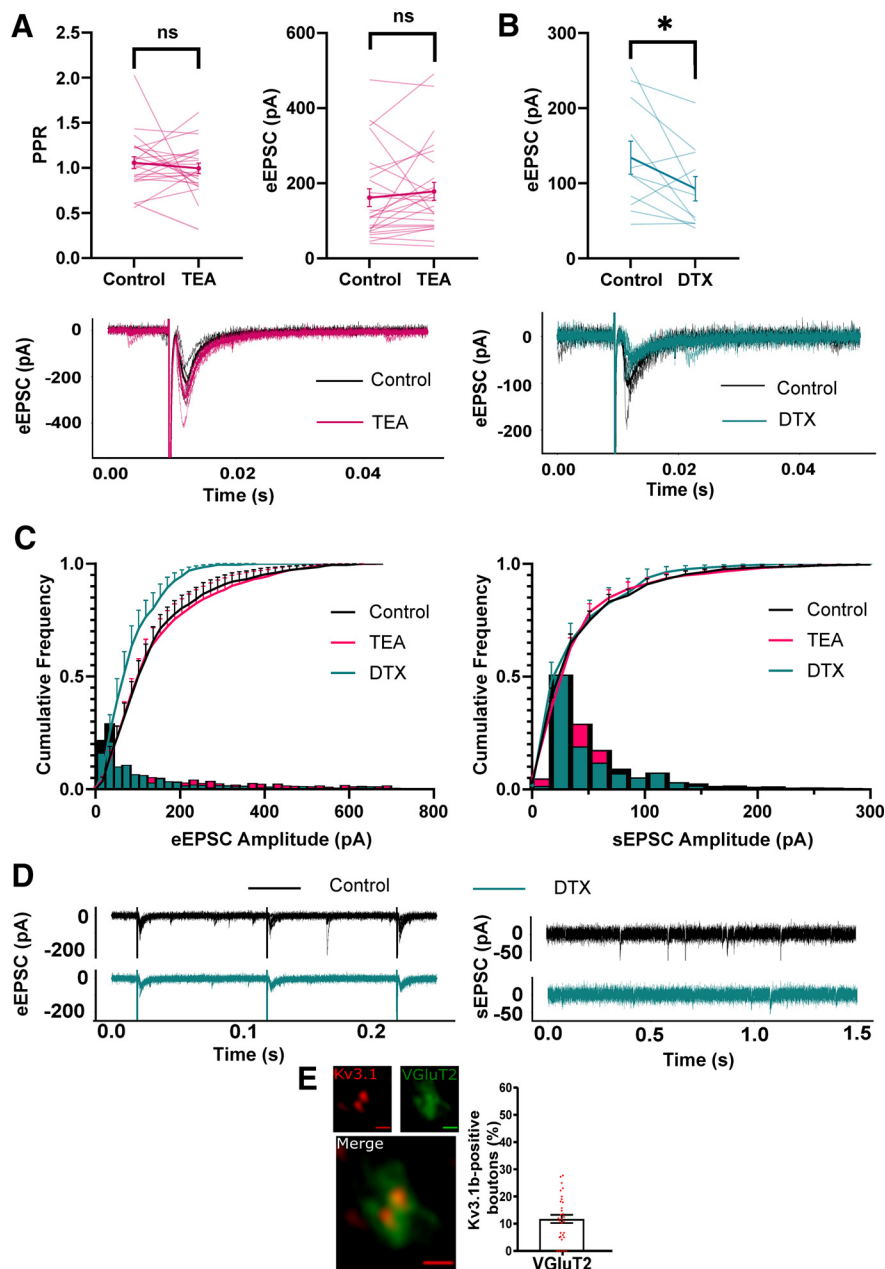 A
ns
2.5
2.0
1.5
1.0
0.5
0.0
PPR
Control TEA
ns
600
400
200
0
eEPSC (pA)
Control TEA
B
*
300
200
100
0
eEPSC (pA)
Control DTX
0
-200
-400
eEPSC (pA)
Control
TEA
0.00 0.02 0.04
Time (s)
0
-100
-200
eEPSC (pA)
Control
DTX
0.00 0.02 0.04
Time (s)
C
1.0
0.5
0.0
Cumulative Frequency
Control
TEA
DTX
0 200 400 600 800
eEPSC Amplitude (pA)
1.0
0.5
0.0
Cumulative Frequency
Control
TEA
DTX
0 100 200 300
sEPSC Amplitude (pA)
D
Control DTX
0
-200
0
-200
eEPSC (pA)
0.0 0.1 0.2
Time (s)
0
-50
0
-50
sEPSC (pA)
0.0 0.5 1.0 1.5
Time (s)
E
Kv3.1 VGluT2
Merge
60
50
40
30
20
10
0
Kv3.1b-positive
boutons (%)
VGluT2